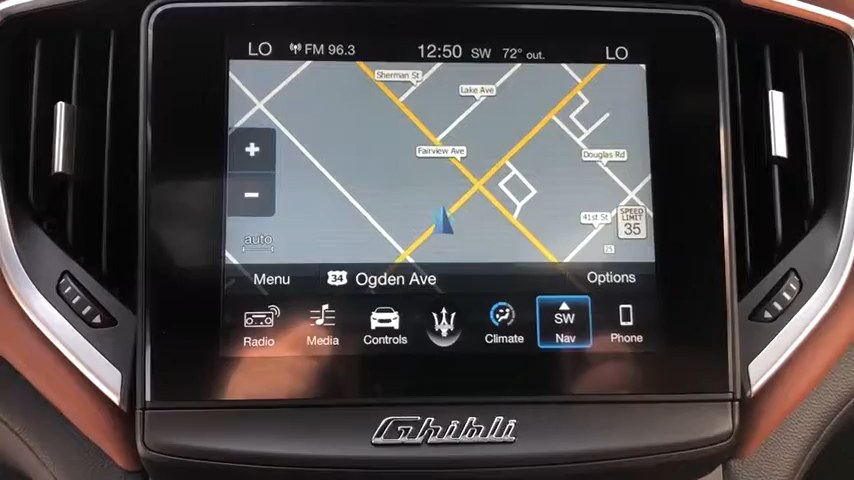 LO FM 96.3 12:50 SW 72° out. LO
Sherman St
Lake Ave
Fairview Ave
Douglas Rd
41st St
SPEED
LIMIT
35
+
-
auto
Menu 34 Ogden Ave Options
Radio Media Controls Climate SW Nav Phone
Ghibli